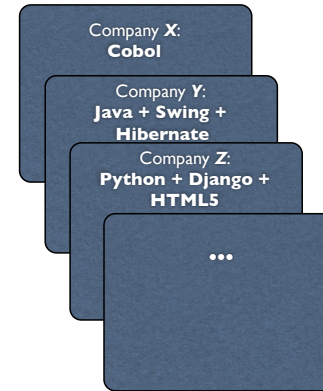 Company X:
Cobol
Company Y:
Java + Swing +
Hibernate
Company Z:
Python + Django +
HTML5
...